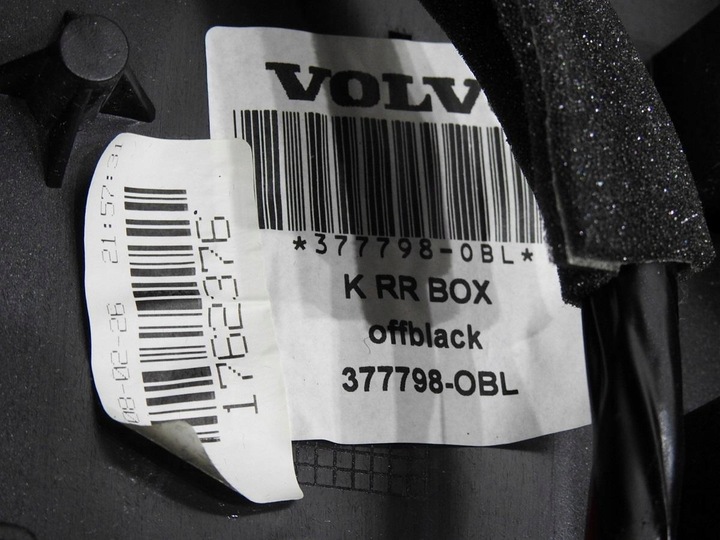 VOLV
*377798-OBL*
K RR BOX
offblack
377798-OBL
08-02-26 21:57:31
1762376